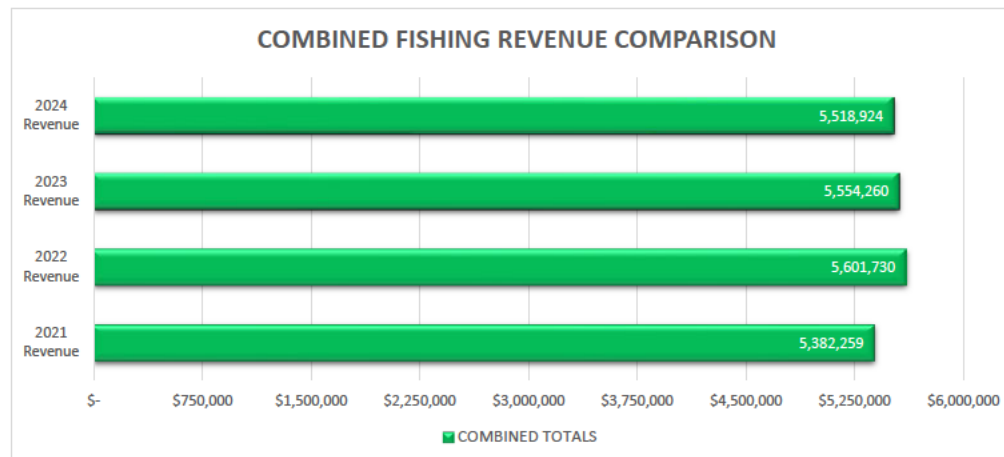 COMBINED FISHING REVENUE COMPARISON
2024
Revenue
5,518,924
2023
Revenue
5,554,260
2022
Revenue
5,601,730
2021
Revenue
5,382,259
$- $750,000 $1,500,000 $2,250,000 $3,000,000 $3,750,000 $4,500,000 $5,250,000 $6,000,000
COMBINED TOTALS